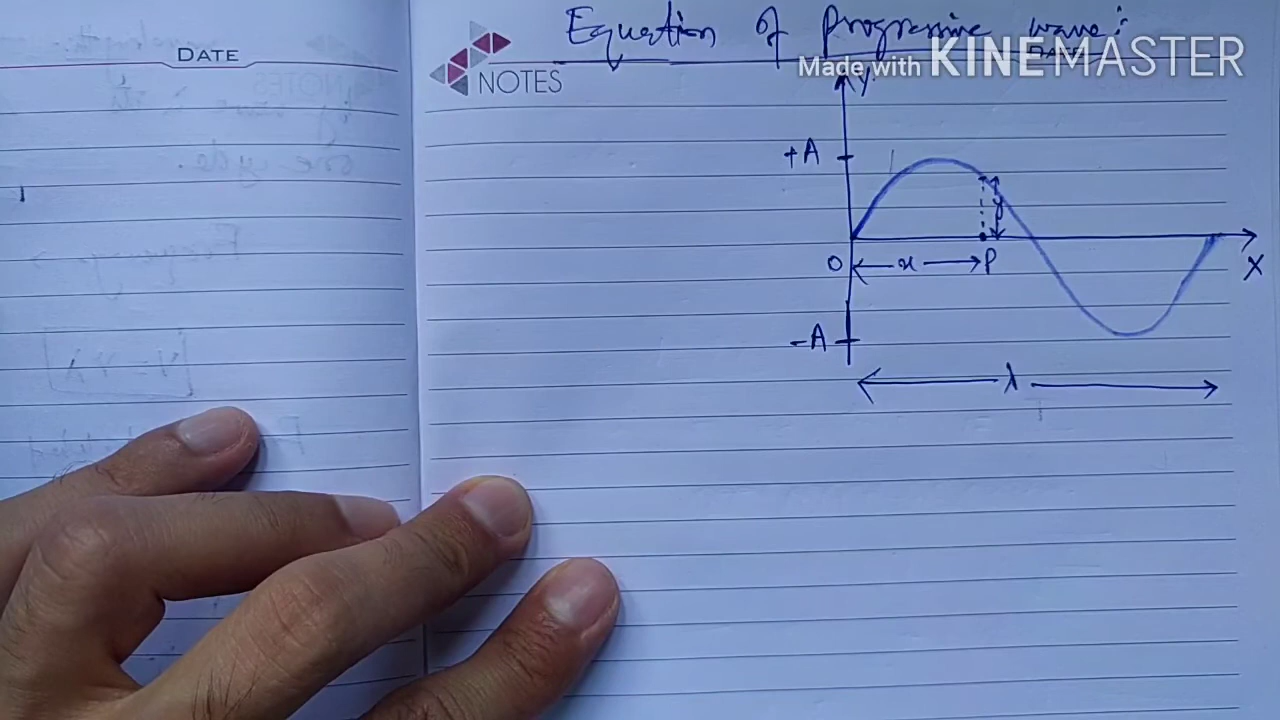 DATE
Equation of progressive wave:
Made with KINEMASTER
NOTES
Y
+A
y
O
x
P
X
-A
λ